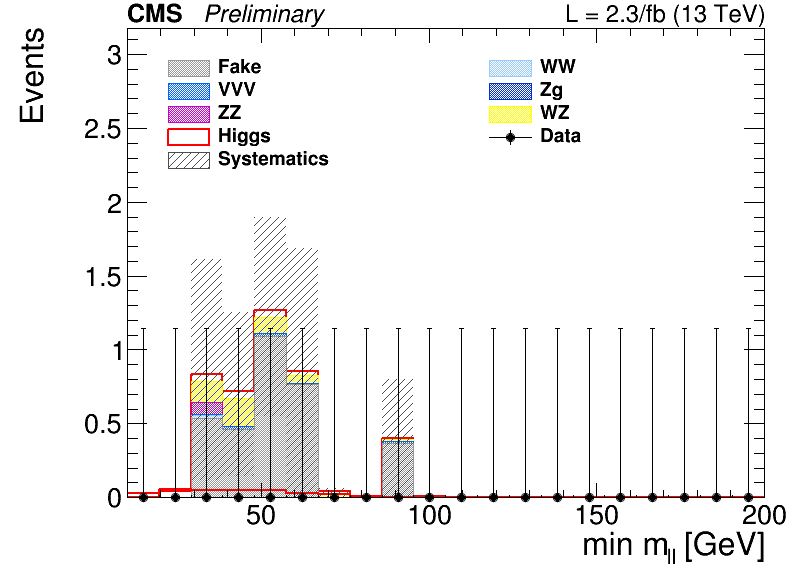 CMS Preliminary L = 2.3/fb (13 TeV)
Events
Fake WW
VVV Zg
ZZ WZ
Higgs Data
Systematics
3
2.5
2
1.5
1
0.5
0
50 100 150 200
min m_ll [GeV]